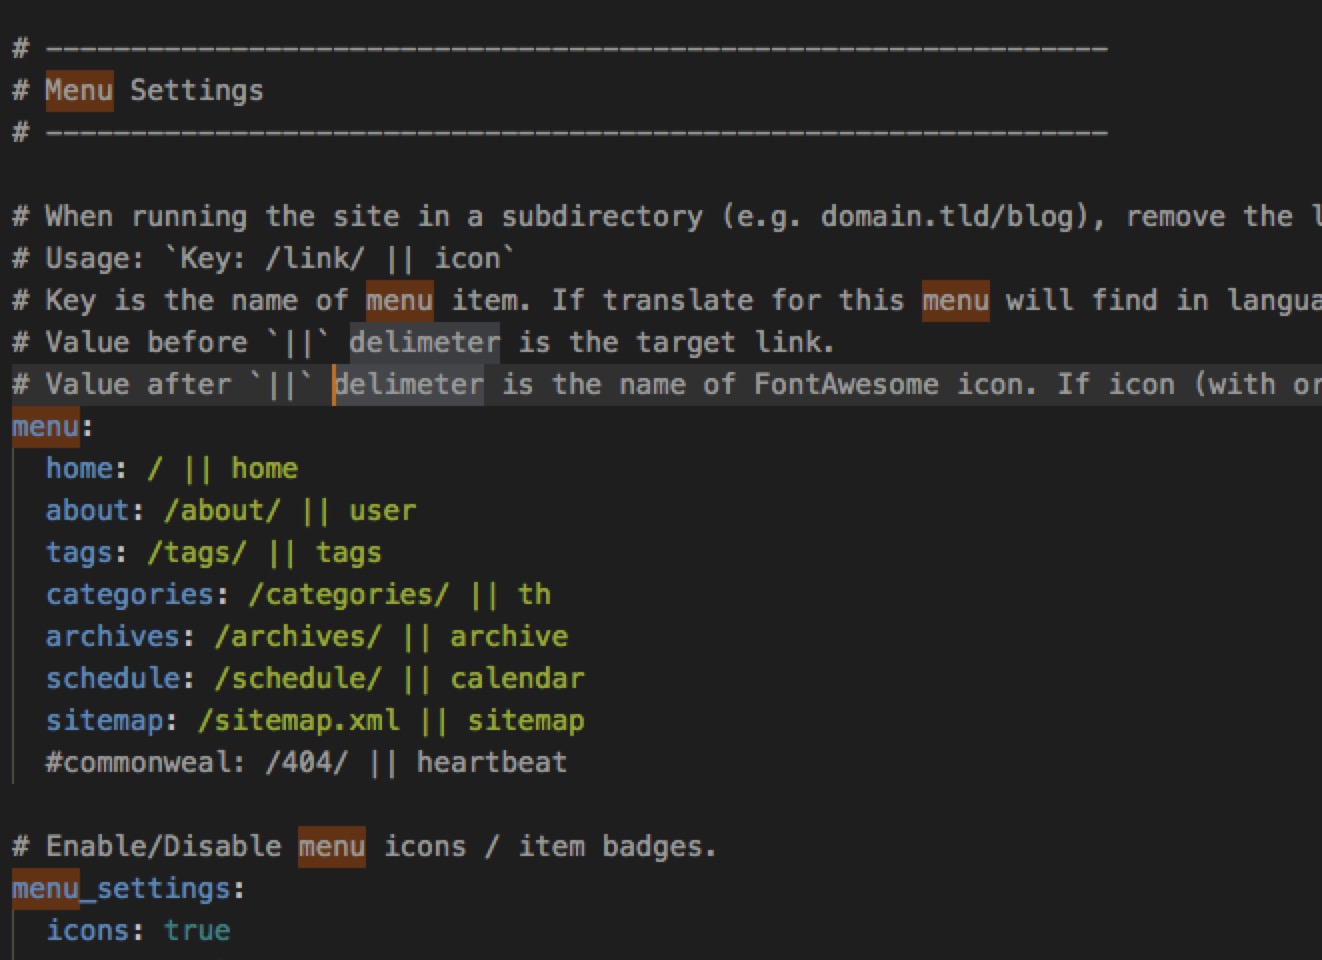 # ---------------------------------------------------------------
# Menu Settings
# ---------------------------------------------------------------
# When running the site in a subdirectory (e.g. domain.tld/blog), remove the l
# Usage: `Key: /link/ || icon`
# Key is the name of menu item. If translate for this menu will find in langua
# Value before `||` delimeter is the target link.
# Value after `||` delimeter is the name of FontAwesome icon. If icon (with or
menu:
  home: / || home
  about: /about/ || user
  tags: /tags/ || tags
  categories: /categories/ || th
  archives: /archives/ || archive
  schedule: /schedule/ || calendar
  sitemap: /sitemap.xml || sitemap
  #commonweal: /404/ || heartbeat
# Enable/Disable menu icons / item badges.
menu_settings:
  icons: true